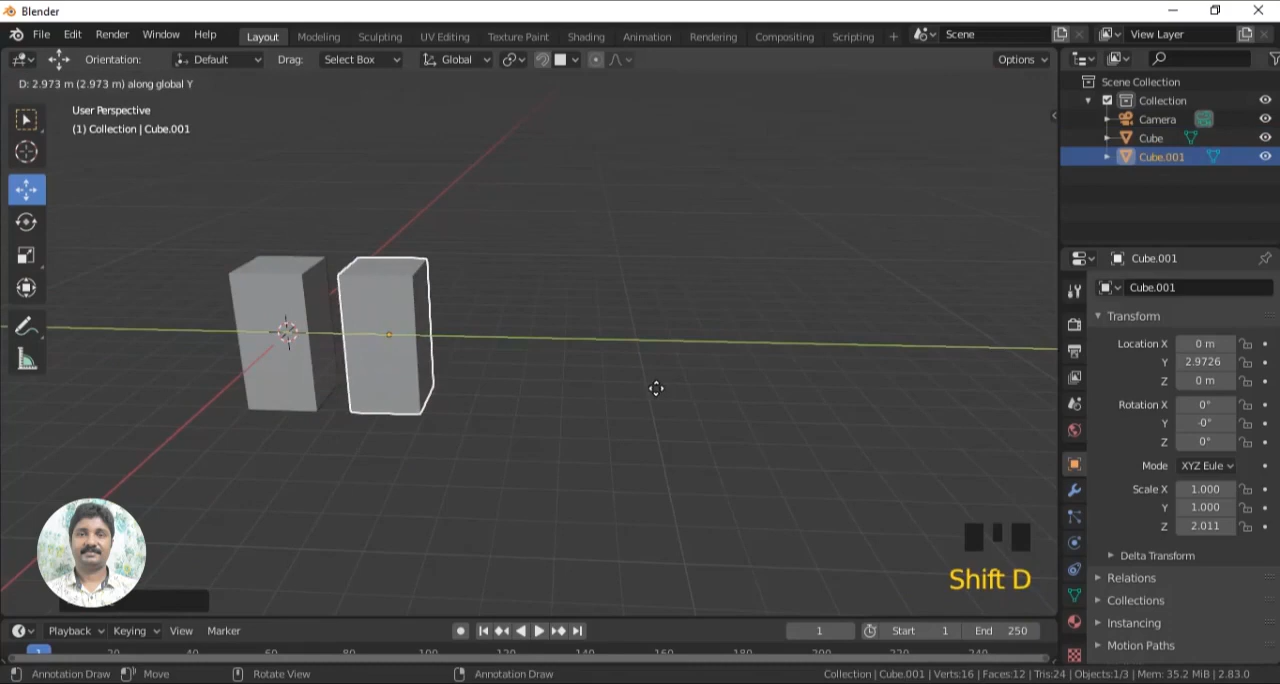 Blender
File Edit Render Window Help Layout Modeling Sculpting UV Editing Texture Paint Shading Animation Rendering Compositing Scripting + Scene View Layer
Orientation: Default Drag: Select Box Global Options
D: 2.973 m (2.973 m) along global Y
User Perspective
(1) Collection | Cube.001
Scene Collection
Collection
Camera
Cube
Cube.001
Cube.001
Cube.001
Transform
Location X 0 m
Y 2.9726
Z 0 m
Rotation X 0°
Y -0°
Z 0°
Mode XYZ Eule
Scale X 1.000
Y 1.000
Z 2.011
Delta Transform
Relations
Collections
Instancing
Motion Paths
Shift D
Playback Keying View Marker 1 Start 1 End 250
Annotation Draw Move Rotate View Annotation Draw Collection | Cube.001 | Verts:16 | Faces:12 | Tris:24 | Objects:1/3 | Mem: 35.2 MiB | 2.83.0